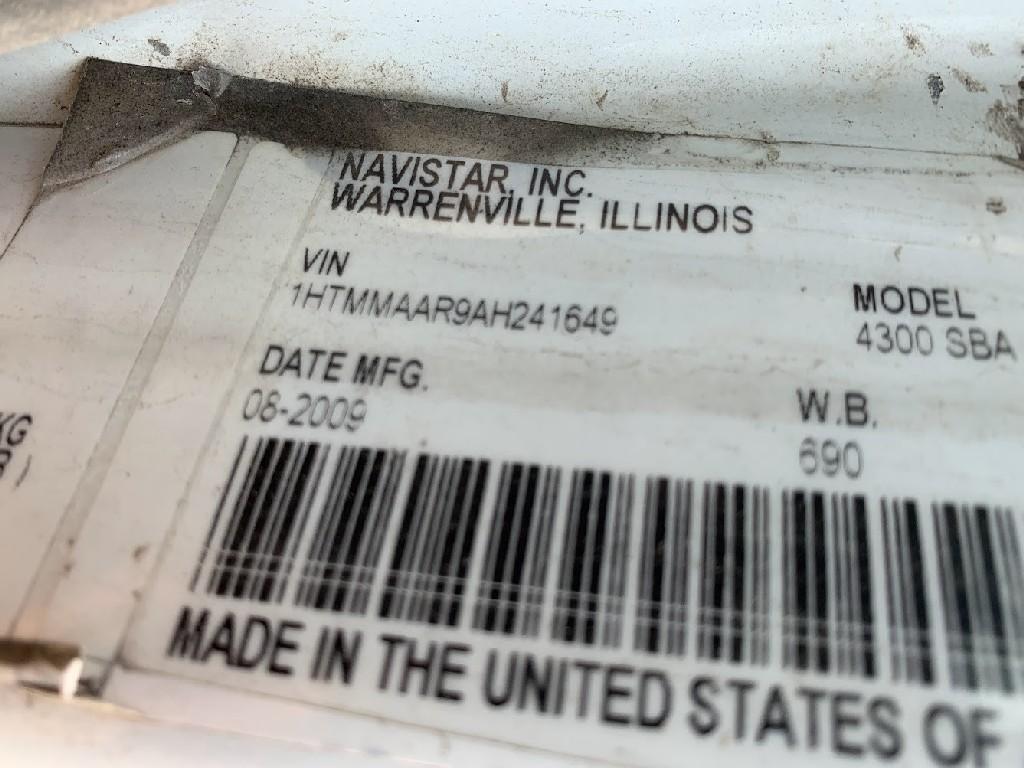 NAVISTAR, INC.
WARRENVILLE, ILLINOIS
VIN
1HTMMAAR9AH241649
MODEL
4300 SBA
DATE MFG.
08-2009
W.B.
690
KG
B)
MADE IN THE UNITED STATES OF